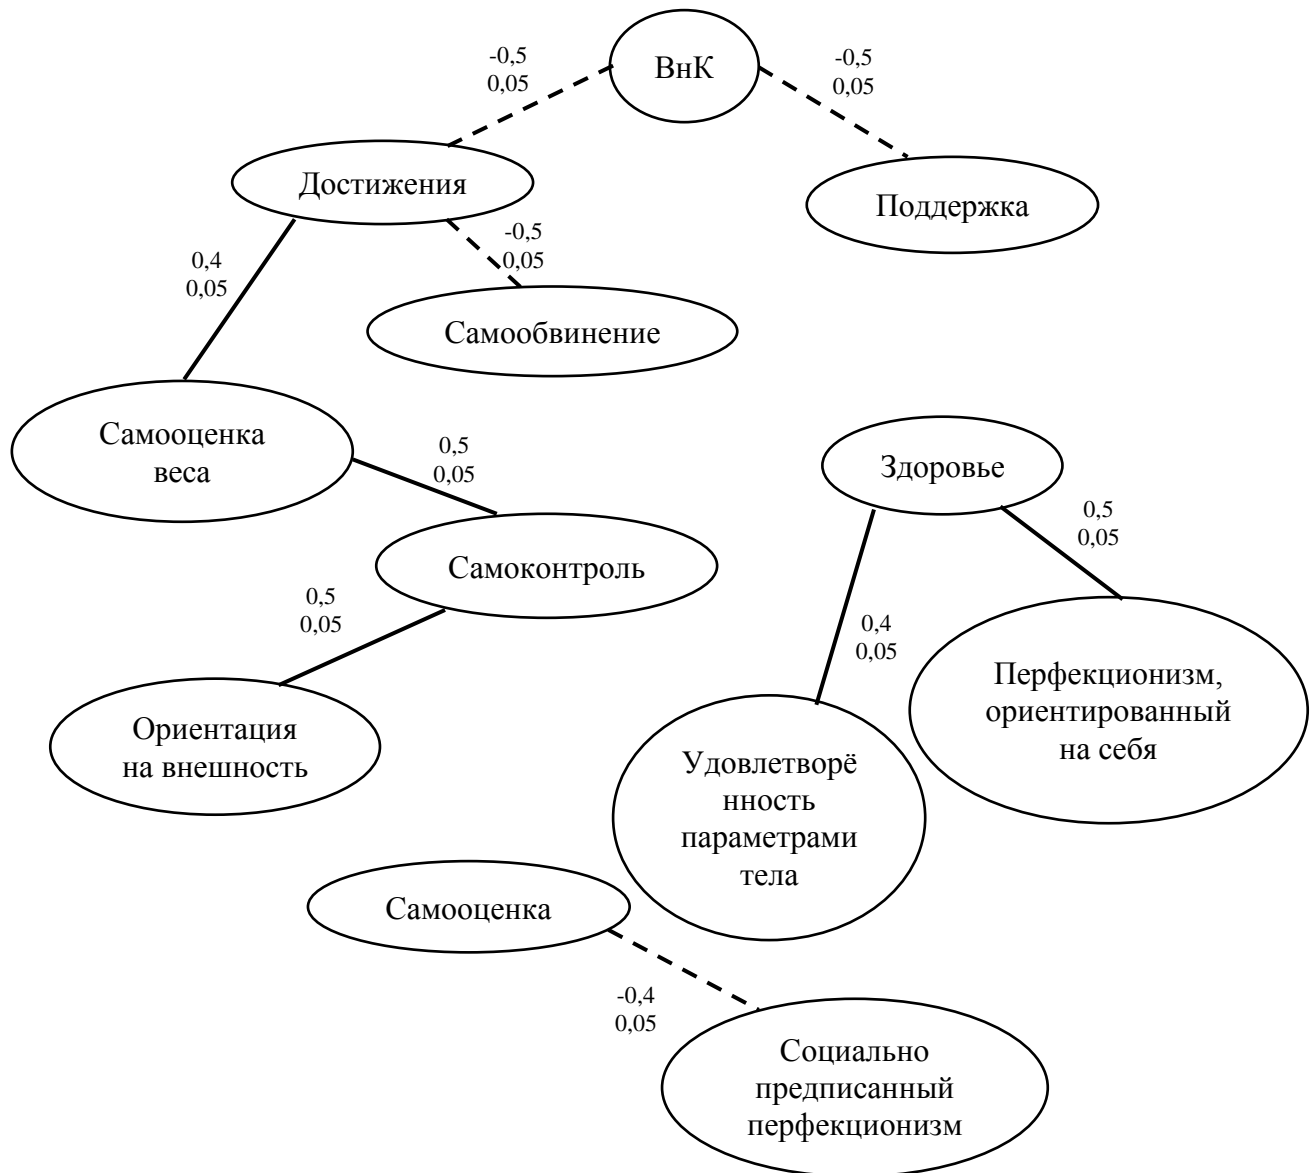 -0,5
0,05
ВнК
-0,5
0,05
Достижения
Поддержка
0,4
0,05
-0,5
0,05
Самообвинение
Самооценка
веса
0,5
0,05
Здоровье
0,5
0,05
Самоконтроль
0,5
0,05
0,4
0,05
Перфекционизм,
ориентированный
на себя
Ориентация
на внешность
Удовлетворё
нность
параметрами
тела
Самооценка
-0,4
0,05
Социально
предписанный
перфекционизм